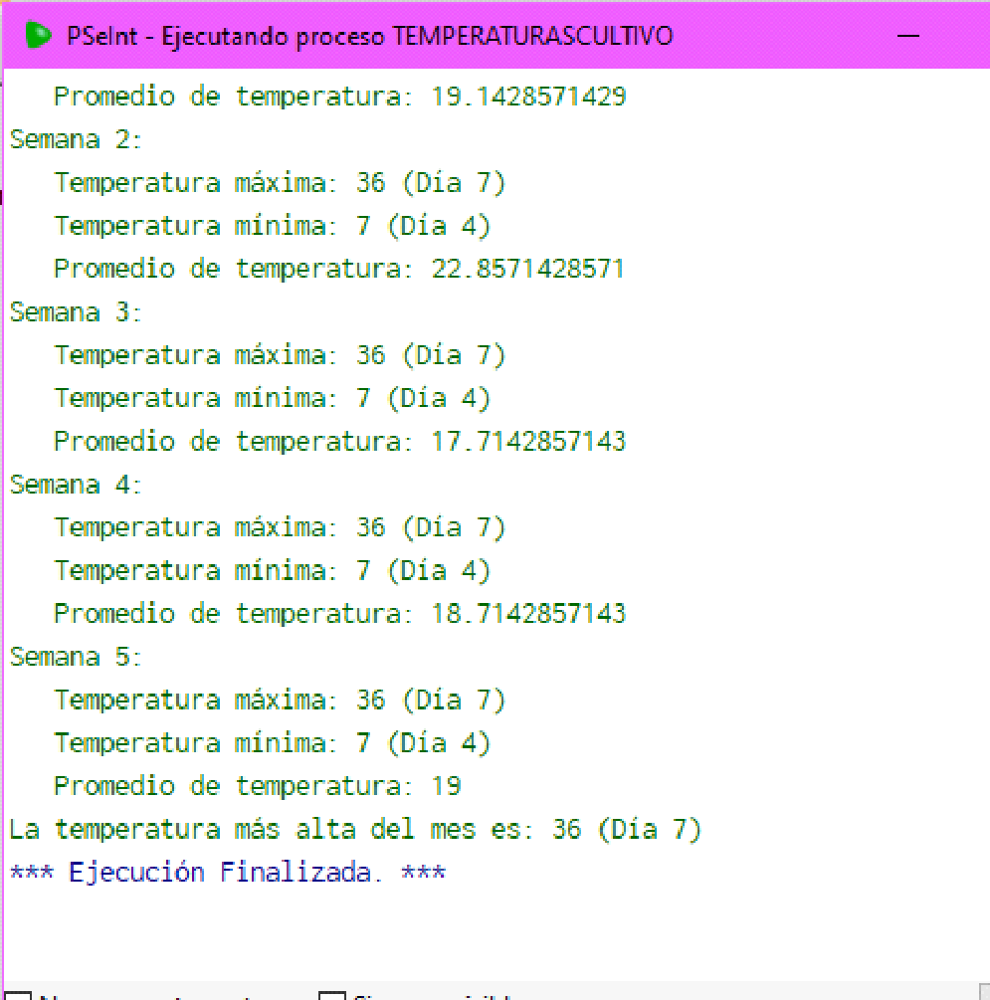 PSeInt - Ejecutando proceso TEMPERATURASCULTIVO
Promedio de temperatura: 19.1428571429
Semana 2:
Temperatura máxima: 36 (Día 7)
Temperatura mínima: 7 (Día 4)
Promedio de temperatura: 22.8571428571
Semana 3:
Temperatura máxima: 36 (Día 7)
Temperatura mínima: 7 (Día 4)
Promedio de temperatura: 17.7142857143
Semana 4:
Temperatura máxima: 36 (Día 7)
Temperatura mínima: 7 (Día 4)
Promedio de temperatura: 18.7142857143
Semana 5:
Temperatura máxima: 36 (Día 7)
Temperatura mínima: 7 (Día 4)
Promedio de temperatura: 19
La temperatura más alta del mes es: 36 (Día 7)
*** Ejecución Finalizada. ***